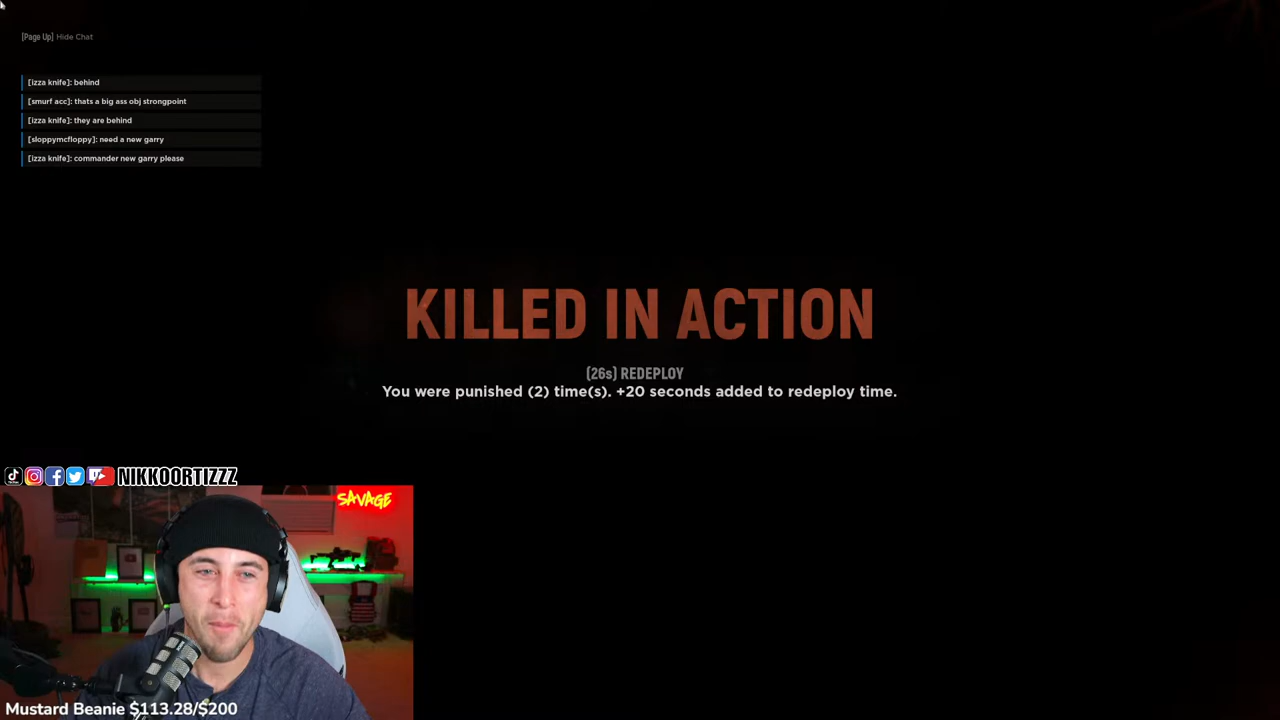 [Page Up] Hide Chat
[izza knife]: behind
[smurf acc]: thats a big ass obj strongpoint
[izza knife]: they are behind
[sloppymcfloppy]: need a new garry
[izza knife]: commander new garry please
KILLED IN ACTION
(26s) REDEPLOY
You were punished (2) time(s). +20 seconds added to redeploy time.
NIKKOORTIZZZ
SAVAGE
Mustard Beanie $113.28/$200